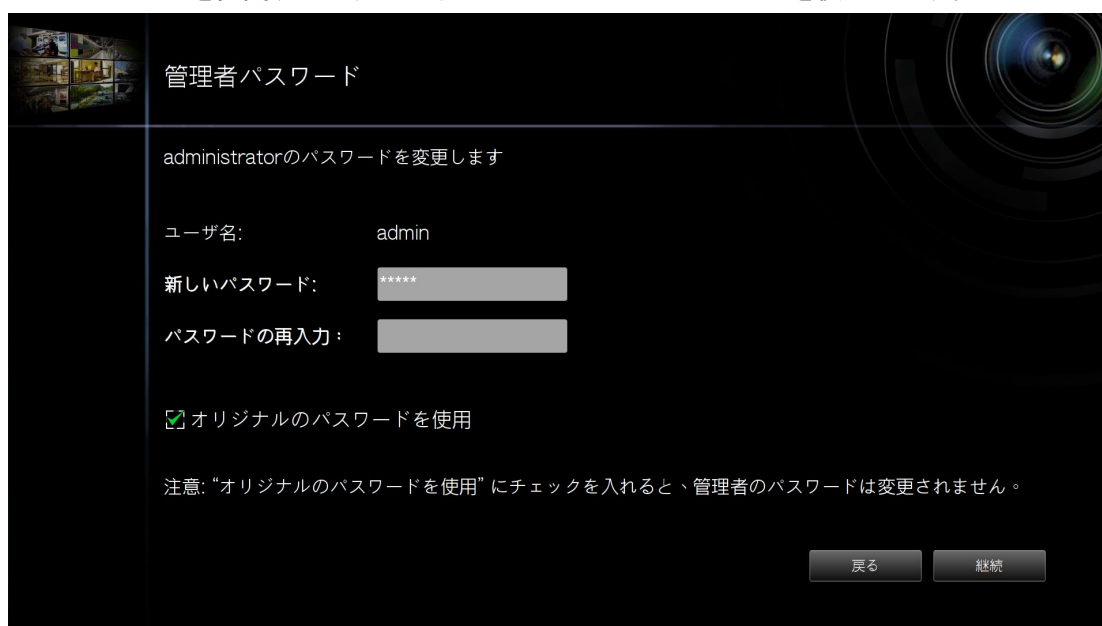 管理者パスワード
administratorのパスワードを変更します
ユーザ名: admin
新しいパスワード: *****
パスワードの再入力：
オリジナルのパスワードを使用
注意: “オリジナルのパスワードを使用” にチェックを入れると、管理者のパスワードは変更されません。
戻る 継続